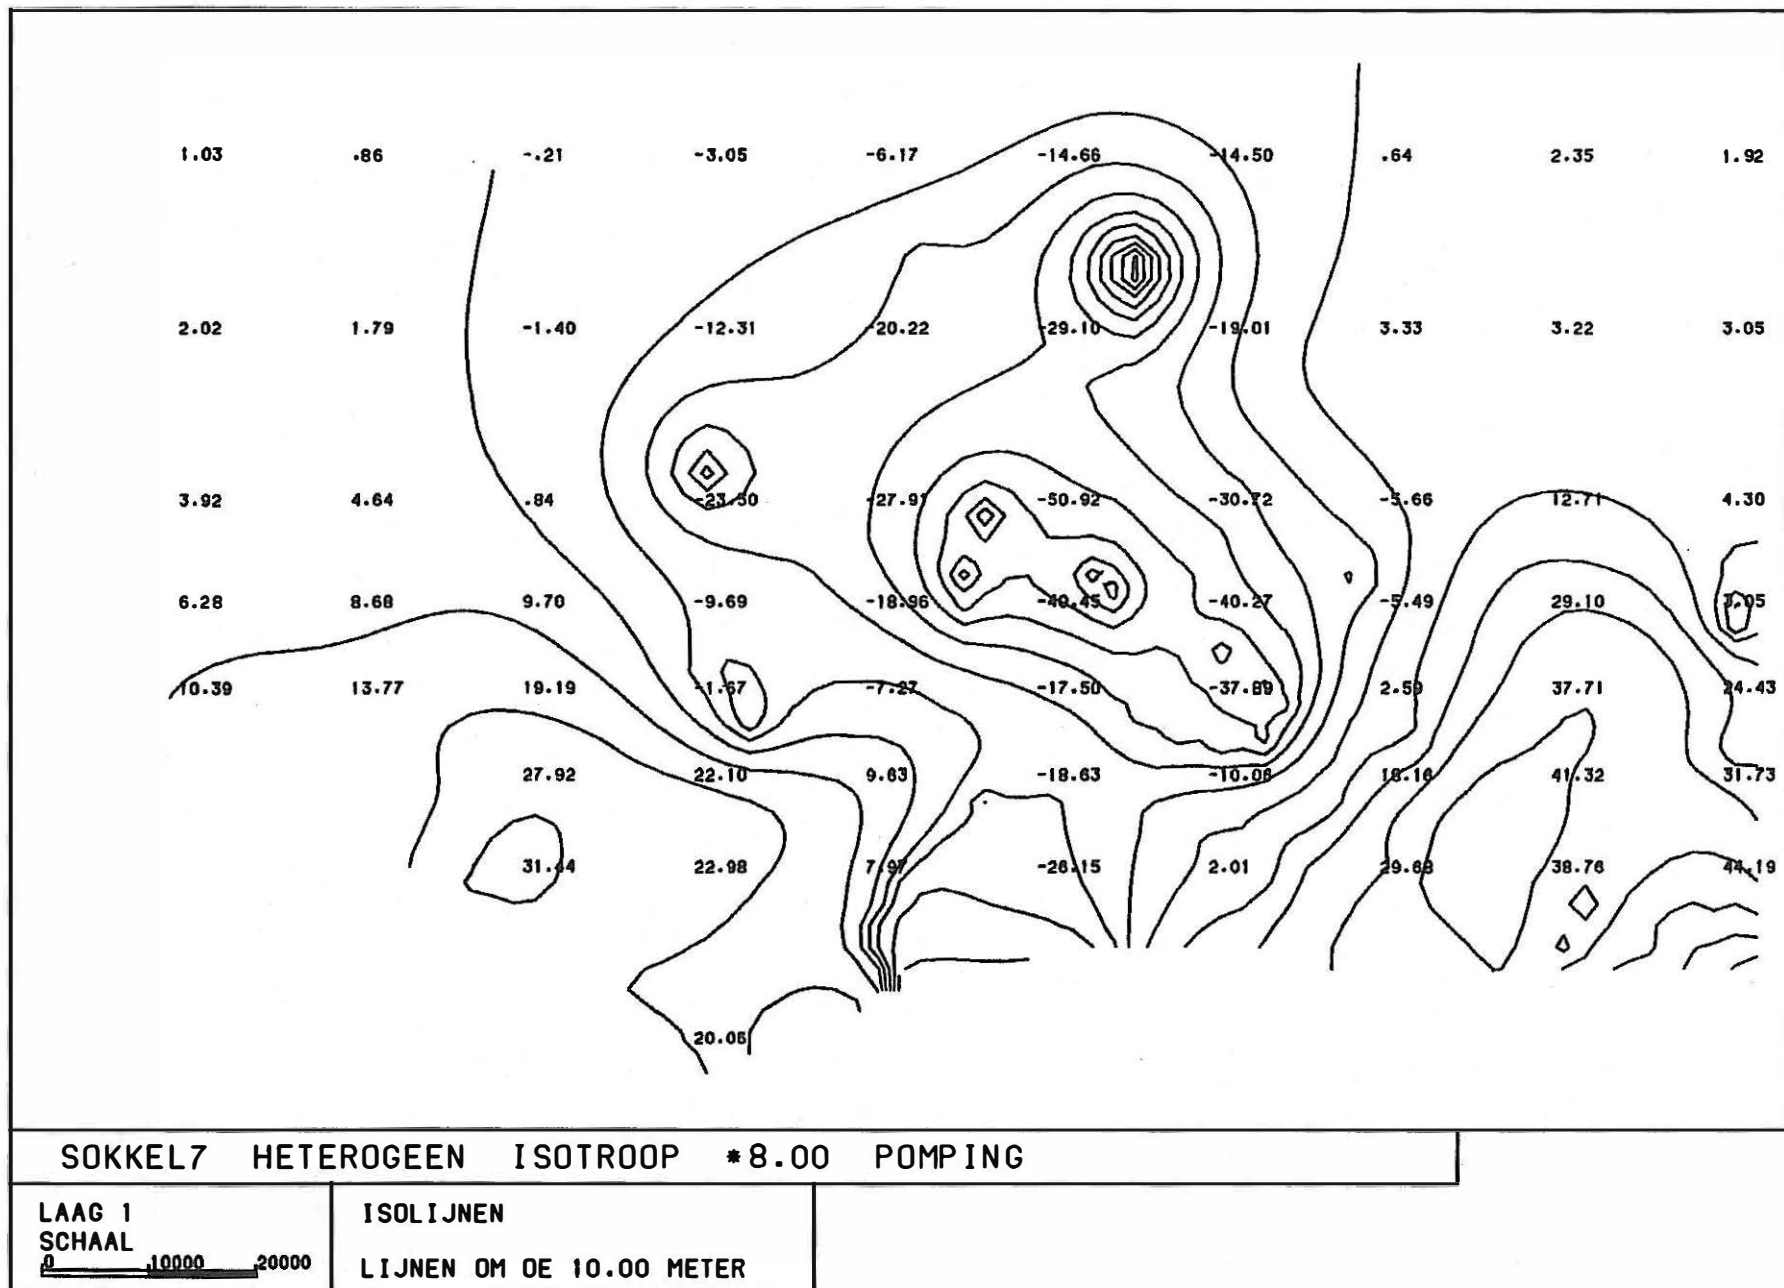 1.03 .86 -.21 -3.05 -6.17 -14.66 -14.50 .64 2.35 1.92
2.02 1.79 -1.40 -12.31 -20.22 -29.10 -19.01 3.33 3.22 3.05
3.92 4.64 .84 -23.50 -27.91 -50.92 -30.72 -5.66 12.71 4.30
6.28 8.68 9.70 -9.69 -18.96 -40.45 -40.27 -5.49 29.10 3.05
10.39 13.77 19.19 -1.67 -7.27 -17.50 -37.89 2.59 37.71 24.43
27.92 22.10 9.63 -18.63 -10.06 18.16 41.32 31.73
31.44 22.98 7.97 -26.15 2.01 29.68 38.76 44.19
20.06
SOKKEL7 HETEROGEEN ISOTROOP *8.00 POMPING
LAAG 1
SCHAAL
0 10000 20000
ISOLIJNEN
LIJNEN OM OE 10.00 METER